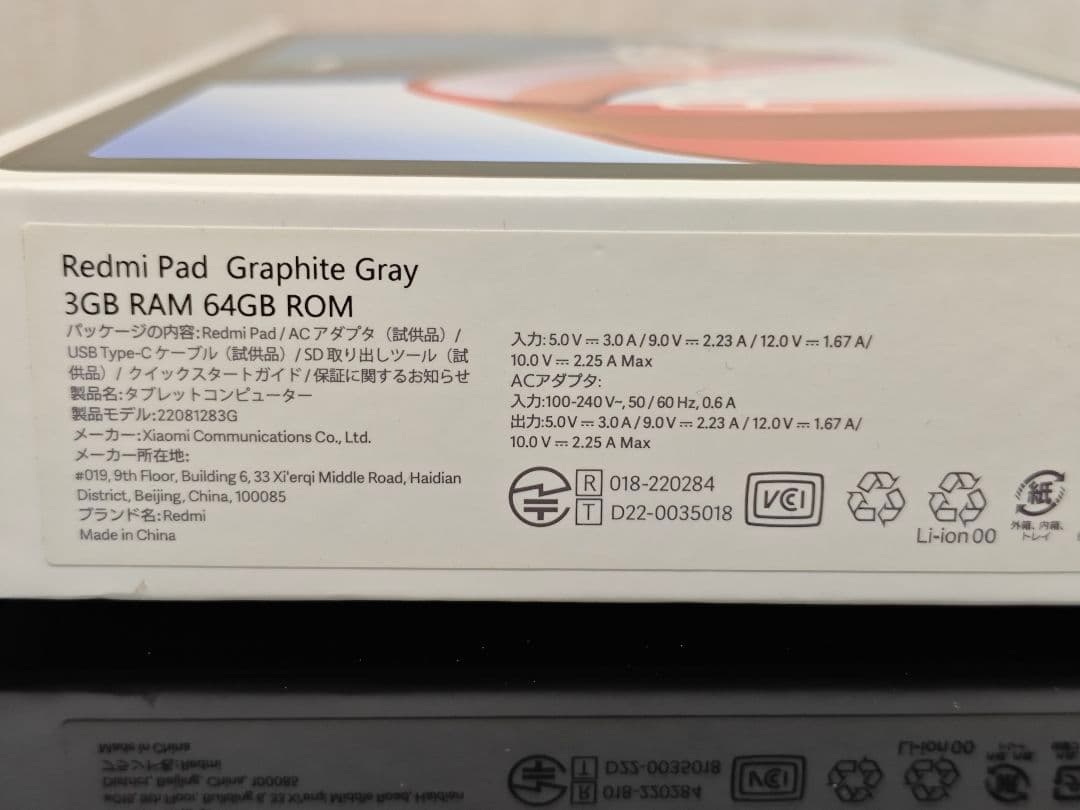 Redmi Pad Graphite Gray
3GB RAM 64GB ROM
パッケージの内容:Redmi Pad / ACアダプタ（試供品）/
USB Type-C ケーブル（試供品）/ SD 取り出しツール（試
供品）/ クイックスタートガイド / 保証に関するお知らせ
製品名:タブレットコンピューター
製品モデル:22081283G
メーカー:Xiaomi Communications Co., Ltd.
メーカー所在地:
#019, 9th Floor, Building 6, 33 Xi'erqi Middle Road, Haidian
District, Beijing, China, 100085
ブランド名:Redmi
Made in China
入力: 5.0 V⎓ 3.0 A / 9.0 V⎓ 2.23 A / 12.0 V⎓ 1.67 A/
10.0 V⎓ 2.25 A Max
ACアダプタ:
入力:100-240 V~, 50 / 60 Hz, 0.6 A
出力:5.0 V⎓ 3.0 A / 9.0 V⎓ 2.23 A / 12.0 V⎓ 1.67 A/
10.0 V⎓ 2.25 A Max
R 018-220284
T D22-0035018
VCI
Li-ion 00
紙
外箱、内箱、
トレイ